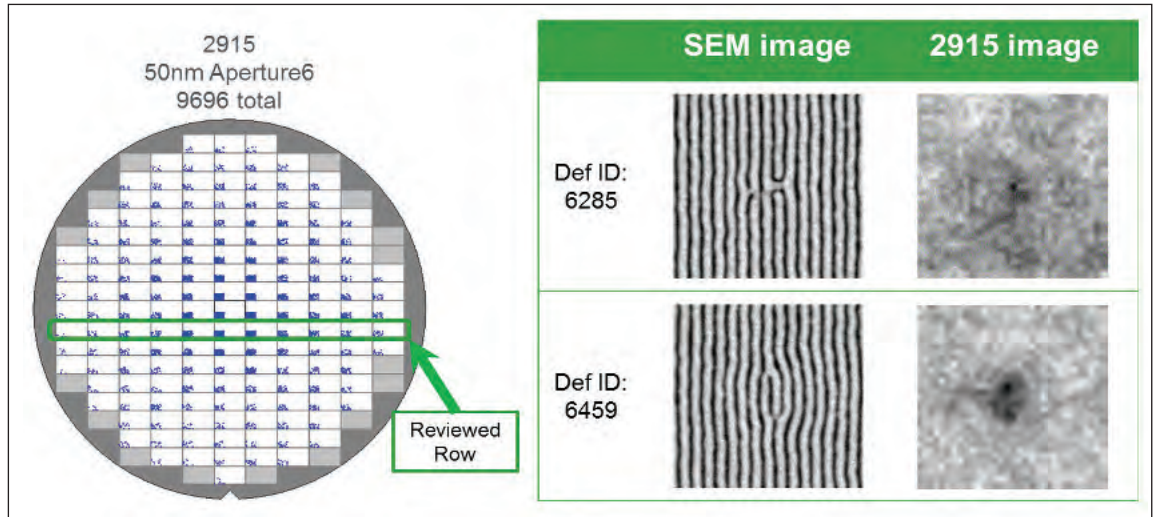 2915
50nm Aperture6
9696 total
Reviewed
Row
SEM image
2915 image
Def ID:
6285
Def ID:
6459